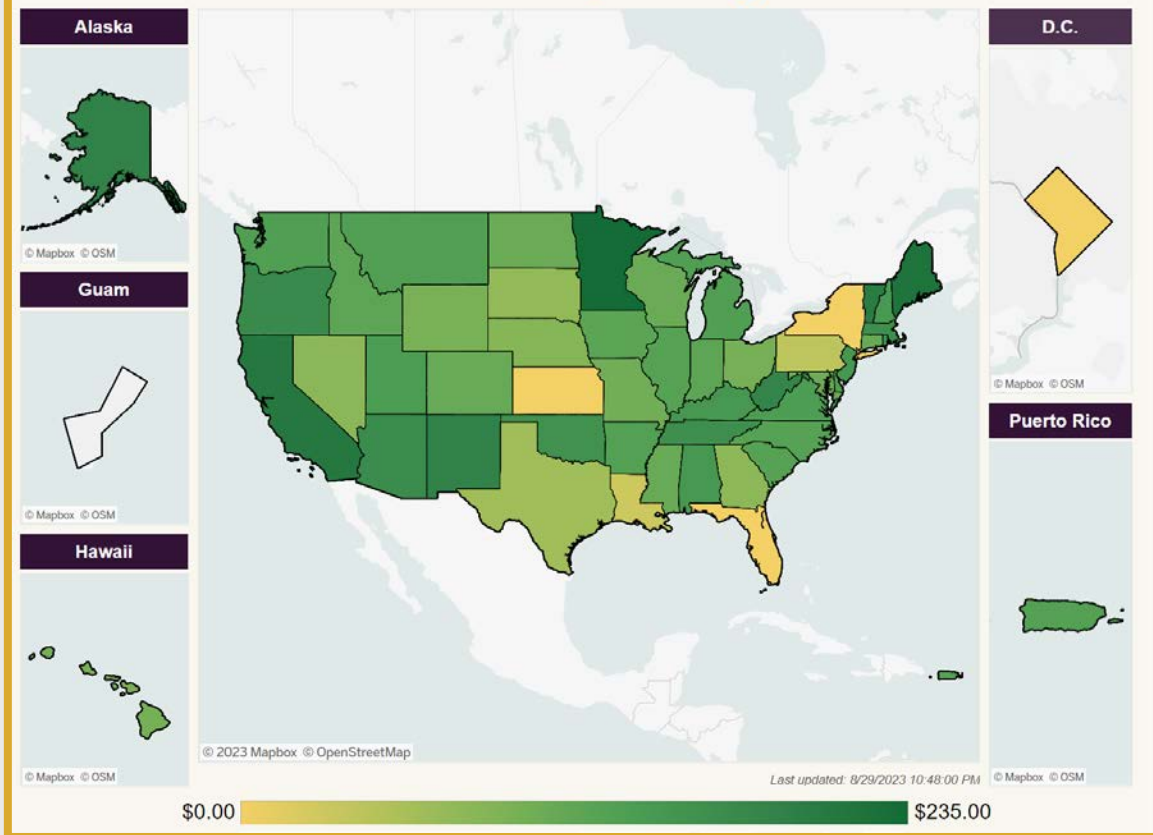 Alaska
© Mapbox © OSM
Guam
© Mapbox © OSM
Hawaii
© Mapbox © OSM
© 2023 Mapbox © OpenStreetMap
Last updated: 8/29/2023 10:48:00 PM
D.C.
© Mapbox © OSM
Puerto Rico
© Mapbox © OSM
$0.00
$235.00